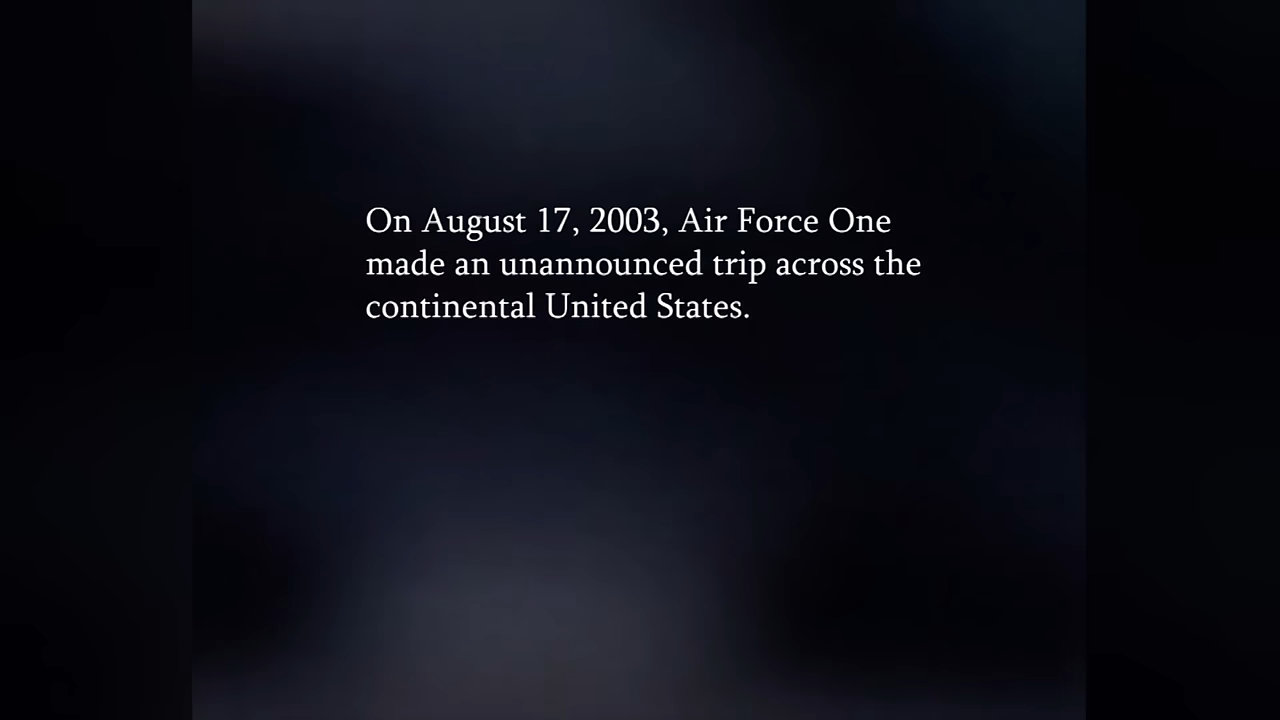 On August 17, 2003, Air Force One
made an unannounced trip across the
continental United States.